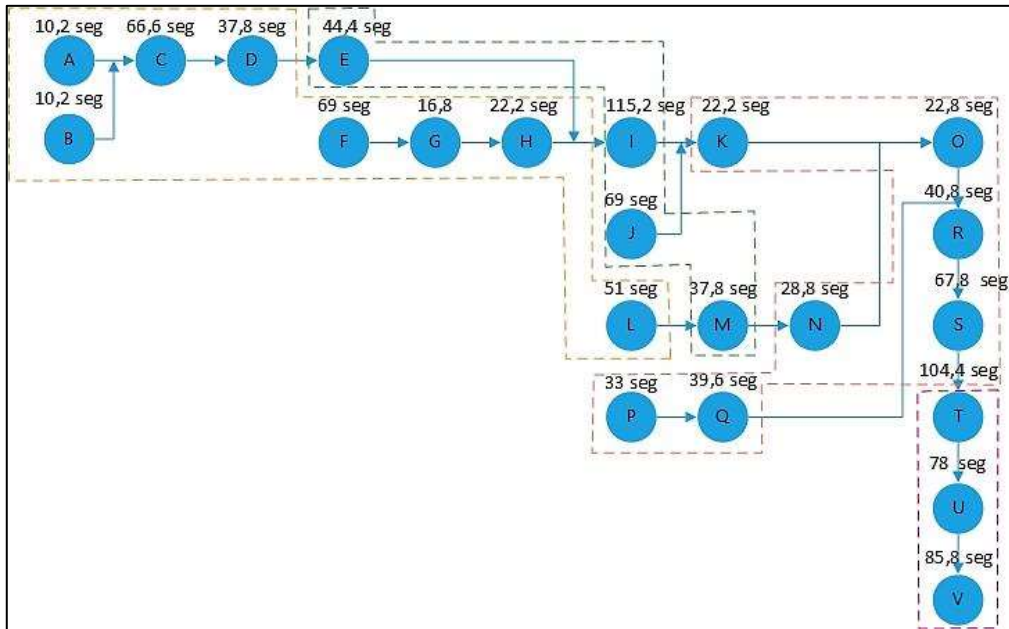 10,2 seg 66,6 seg 37,8 seg 44,4 seg
A C D E
10,2 seg 69 seg 16,8 22,2 seg 115,2 seg 22,2 seg 22,8 seg
B F G H I K O
69 seg 40,8 seg
J R
51 seg 37,8 seg 28,8 seg 67,8 seg
L M N S
33 seg 39,6 seg 104,4 seg
P Q T
78 seg
U
85,8 seg
V